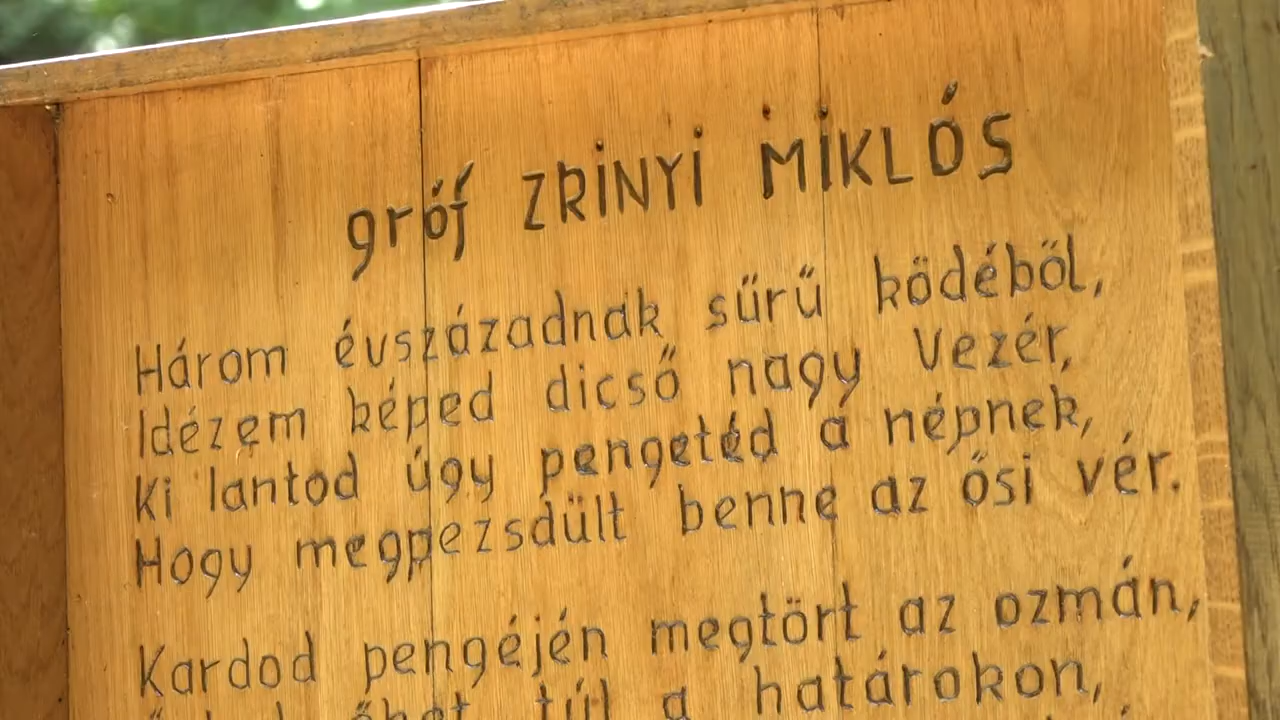 gróf ZRINYI MIKLÓS
Három évszázadnak sűrű ködéből,
Idézem képed dicső nagy Vezér,
Ki lantod úgy pengetéd a népnek,
Hogy megpezsdült benne az ősi vér.
Kardod pengéjén megtört az ozmán,
túl a határokon,